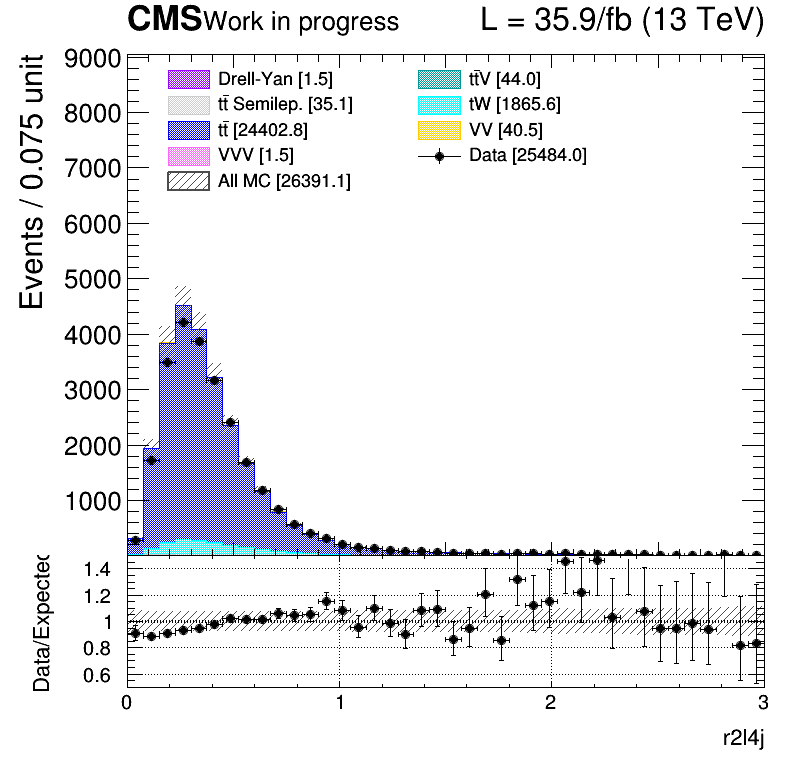 CMS Work in progress L = 35.9/fb (13 TeV)
Events / 0.075 unit
9000
8000
7000
6000
5000
4000
3000
2000
1000
Drell-Yan [1.5]
tt̄ Semilep. [35.1]
tt̄ [24402.8]
VVV [1.5]
All MC [26391.1]
tt̄V [44.0]
tW [1865.6]
VV [40.5]
Data [25484.0]
Data/Expected
1.4
1.2
1
0.8
0.6
0 1 2 3
r2l4j